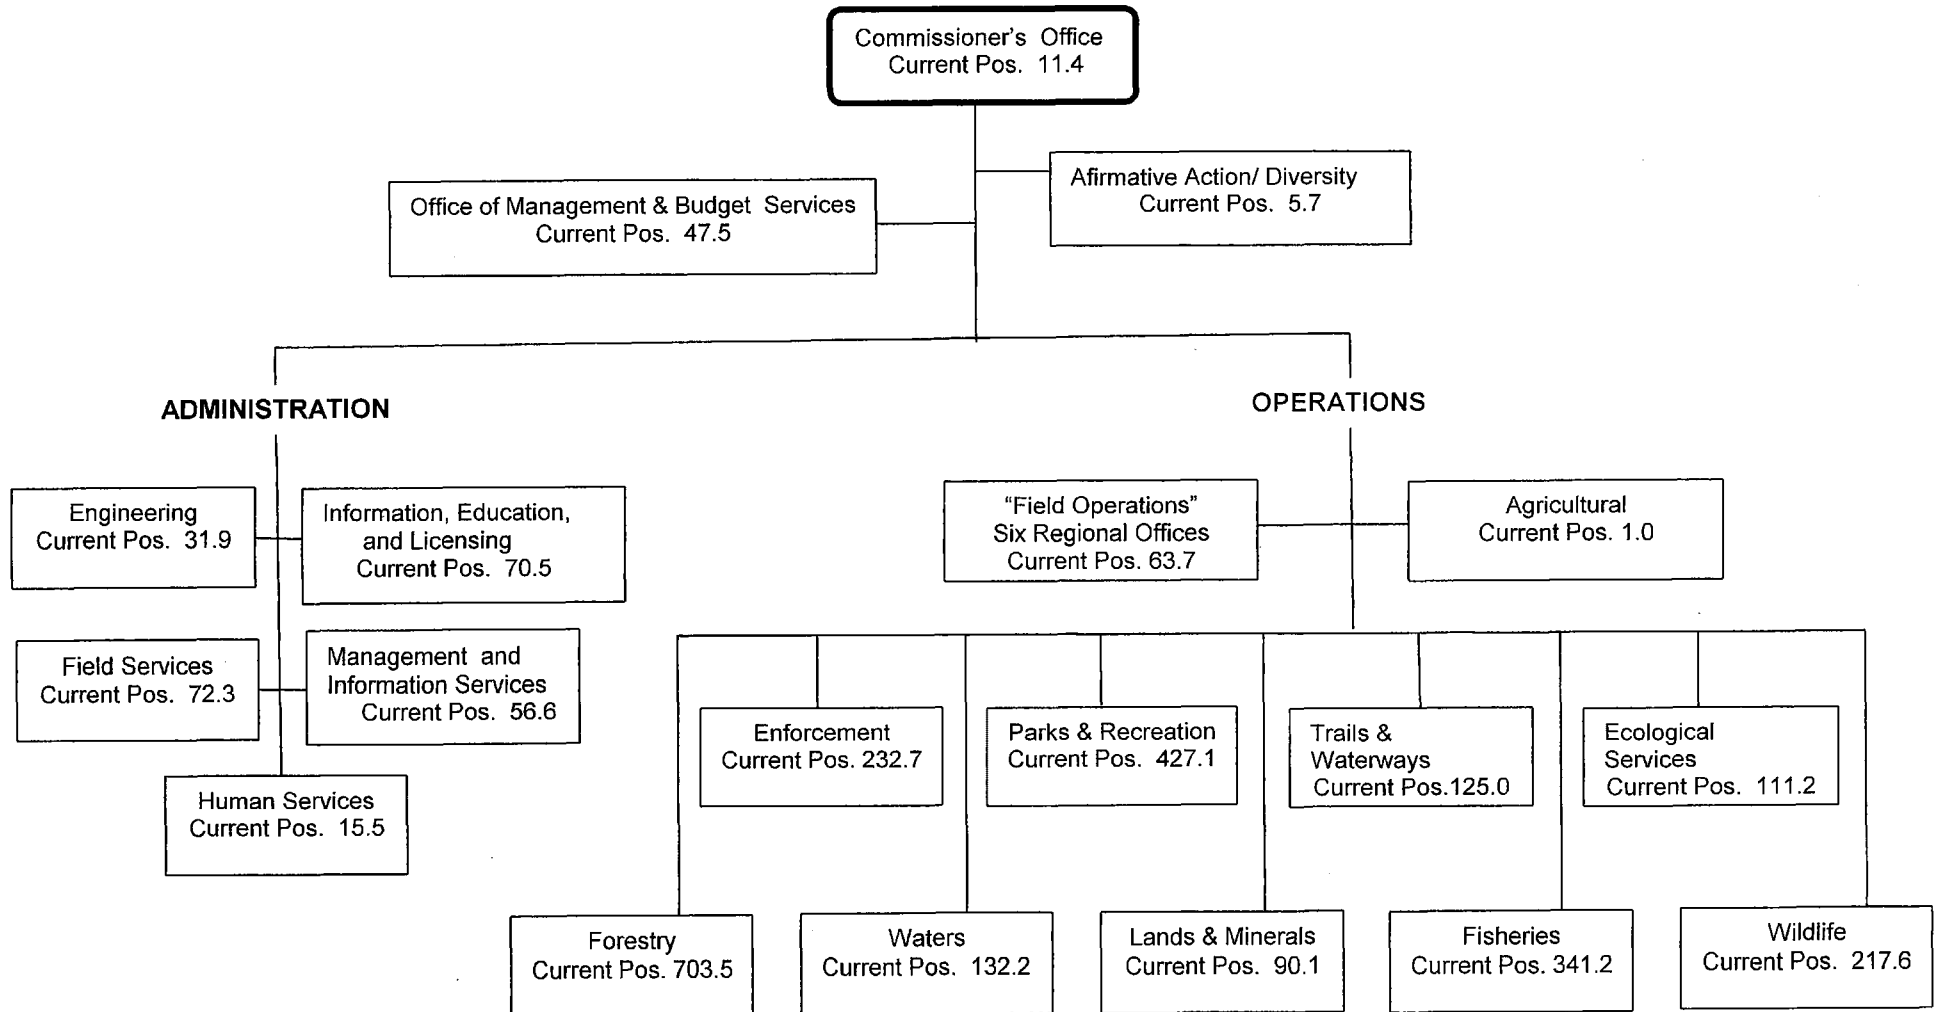 Commissioner's Office
Current Pos. 11.4
Afirmative Action/ Diversity
Current Pos. 5.7
Office of Management & Budget Services
Current Pos. 47.5
ADMINISTRATION
OPERATIONS
Engineering
Current Pos. 31.9
Information, Education,
and Licensing
Current Pos. 70.5
Field Services
Current Pos. 72.3
Management and
Information Services
Current Pos. 56.6
Human Services
Current Pos. 15.5
“Field Operations”
Six Regional Offices
Current Pos. 63.7
Agricultural
Current Pos. 1.0
Enforcement
Current Pos. 232.7
Parks & Recreation
Current Pos. 427.1
Trails &
Waterways
Current Pos.125.0
Ecological
Services
Current Pos. 111.2
Forestry
Current Pos. 703.5
Waters
Current Pos. 132.2
Lands & Minerals
Current Pos. 90.1
Fisheries
Current Pos. 341.2
Wildlife
Current Pos. 217.6